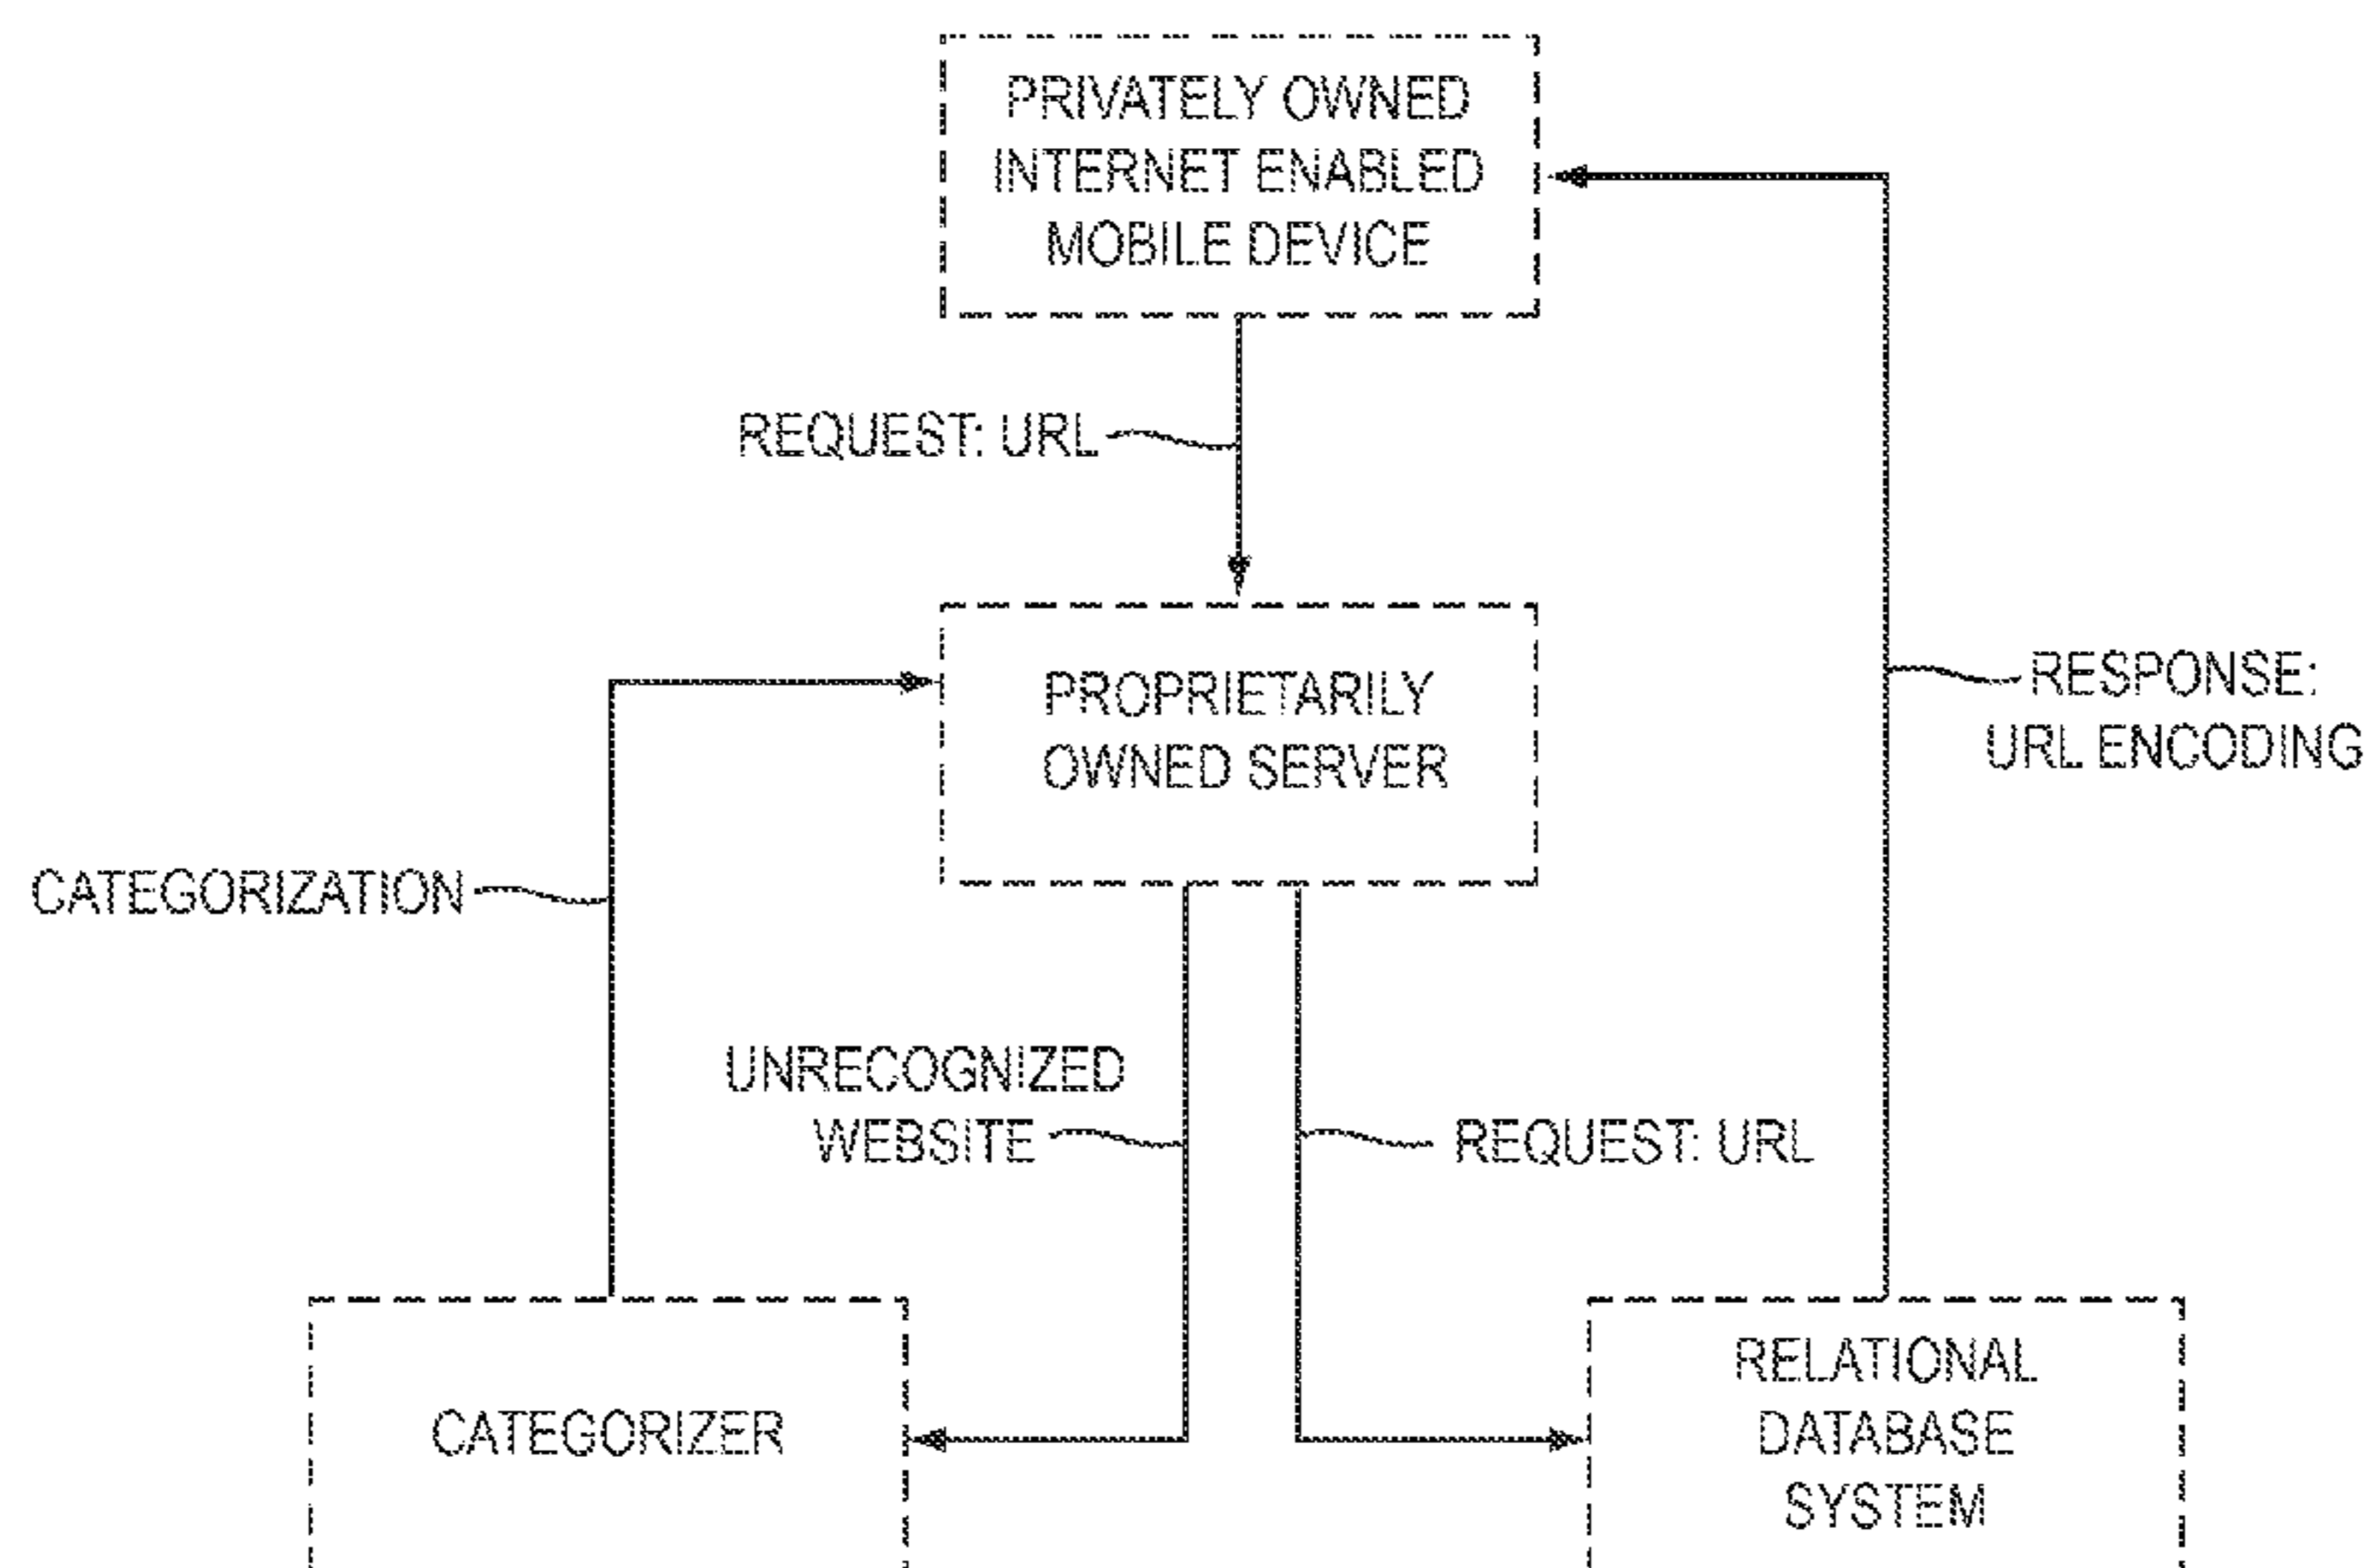 PRIVATELY OWNED
INTERNET ENABLED
MOBILE DEVICE
REQUEST: URL
PROPRIETARILY
OWNED SERVER
RESPONSE:
URL ENCODING
CATEGORIZATION
UNRECOGNIZED
WEBSITE
REQUEST: URL
CATEGORIZER
RELATIONAL
DATABASE
SYSTEM